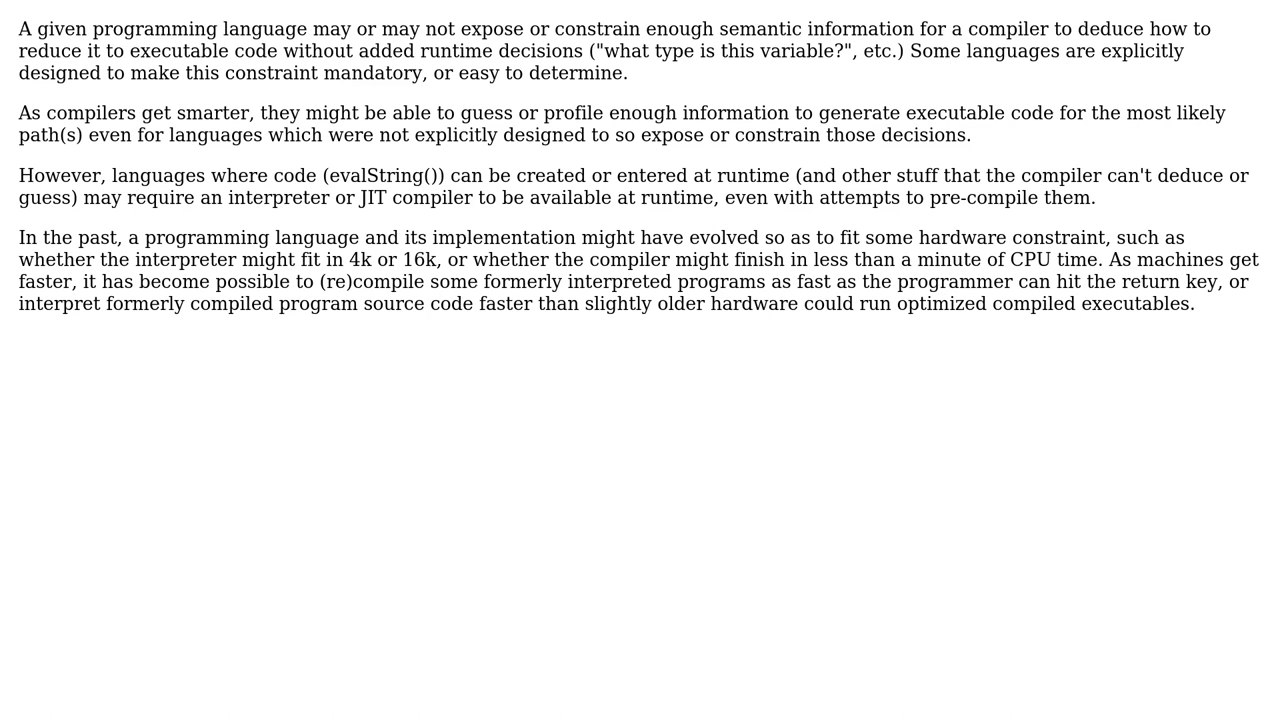 A given programming language may or may not expose or constrain enough semantic information for a compiler to deduce how to
reduce it to executable code without added runtime decisions ("what type is this variable?", etc.) Some languages are explicitly
designed to make this constraint mandatory, or easy to determine.
As compilers get smarter, they might be able to guess or profile enough information to generate executable code for the most likely
path(s) even for languages which were not explicitly designed to so expose or constrain those decisions.
However, languages where code (evalString()) can be created or entered at runtime (and other stuff that the compiler can't deduce or
guess) may require an interpreter or JIT compiler to be available at runtime, even with attempts to pre-compile them.
In the past, a programming language and its implementation might have evolved so as to fit some hardware constraint, such as
whether the interpreter might fit in 4k or 16k, or whether the compiler might finish in less than a minute of CPU time. As machines get
faster, it has become possible to (re)compile some formerly interpreted programs as fast as the programmer can hit the return key, or
interpret formerly compiled program source code faster than slightly older hardware could run optimized compiled executables.